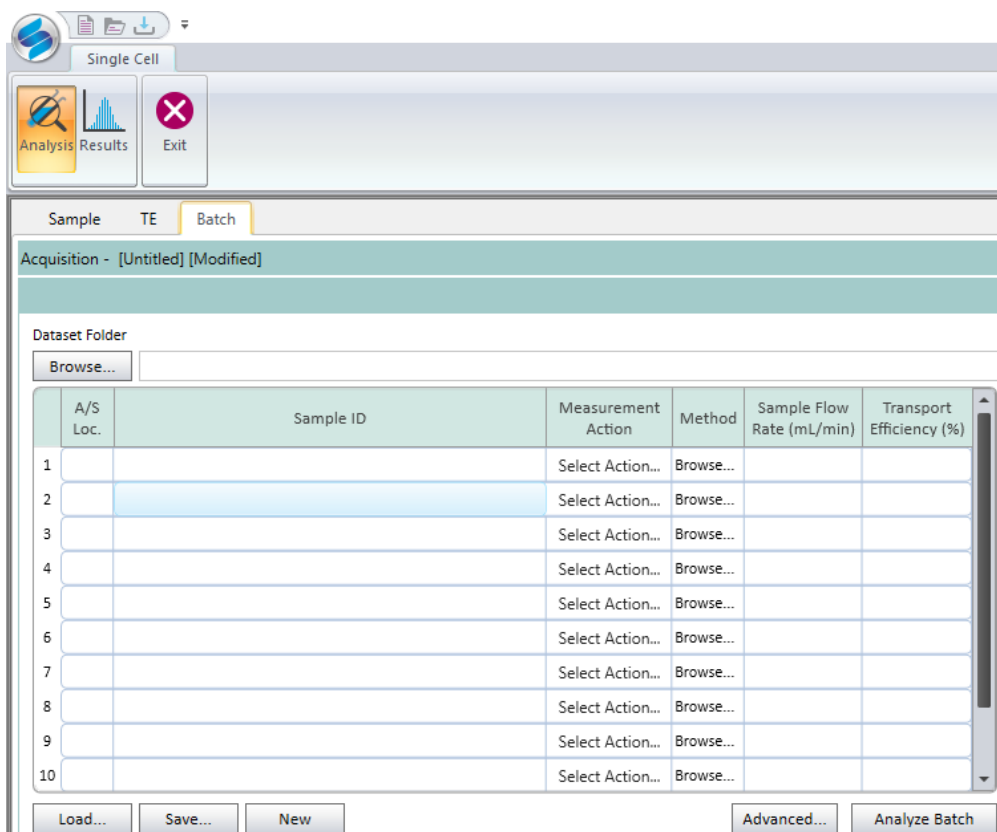 Single Cell
Analysis Results Exit
Sample TE Batch
Acquisition - [Untitled] [Modified]
Dataset Folder
Browse...
A/S Loc. Sample ID Measurement Action Method Sample Flow Rate (mL/min) Transport Efficiency (%)
1 Select Action... Browse...
2 Select Action... Browse...
3 Select Action... Browse...
4 Select Action... Browse...
5 Select Action... Browse...
6 Select Action... Browse...
7 Select Action... Browse...
8 Select Action... Browse...
9 Select Action... Browse...
10 Select Action... Browse...
Load... Save... New Advanced... Analyze Batch